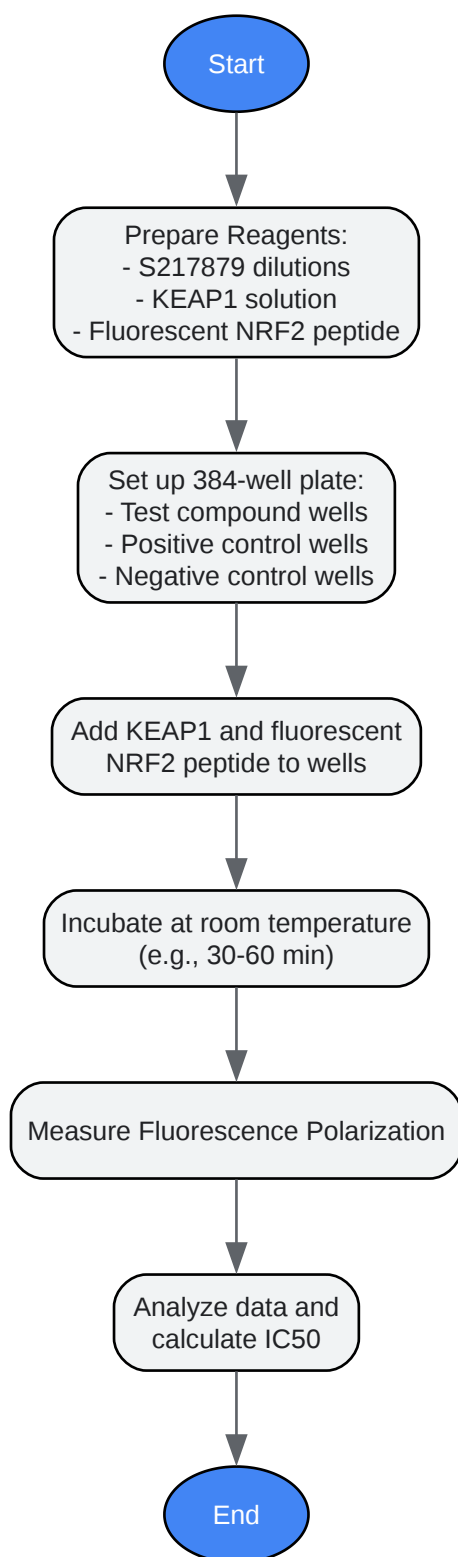 Start
Prepare Reagents:
- S217879 dilutions
- KEAP1 solution
- Fluorescent NRF2 peptide
Set up 384-well plate:
- Test compound wells
- Positive control wells
- Negative control wells
Add KEAP1 and fluorescent
NRF2 peptide to wells
Incubate at room temperature
(e.g., 30-60 min)
Measure Fluorescence Polarization
Analyze data and
calculate IC50
End